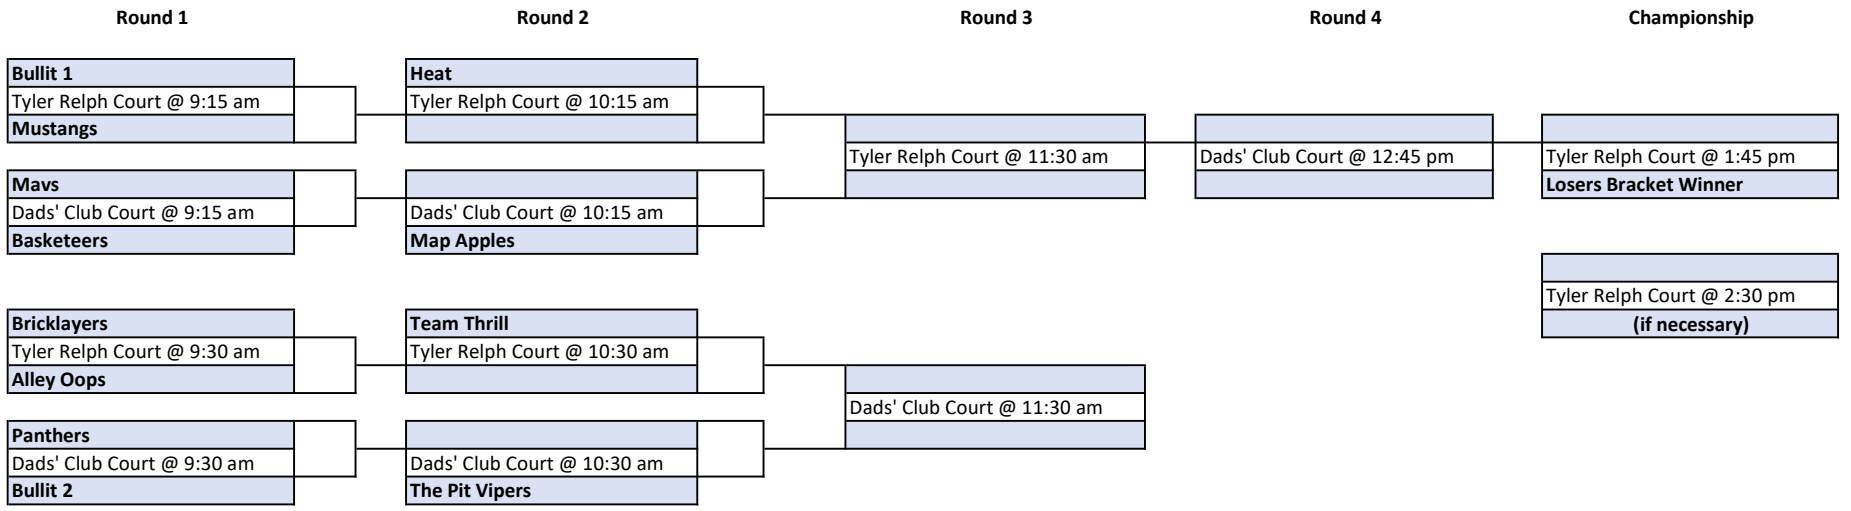 Round 1
Round 2
Round 3
Round 4
Championship
Bullit 1
Tyler Relph Court @ 9:15 am
Mustangs
Mavs
Dads' Club Court @ 9:15 am
Basketeers
Bricklayers
Tyler Relph Court @ 9:30 am
Alley Oops
Panthers
Dads' Club Court @ 9:30 am
Bullit 2
Heat
Tyler Relph Court @ 10:15 am
Dads' Club Court @ 10:15 am
Map Apples
Team Thrill
Tyler Relph Court @ 10:30 am
Dads' Club Court @ 10:30 am
The Pit Vipers
Tyler Relph Court @ 11:30 am
Dads' Club Court @ 11:30 am
Dads' Club Court @ 12:45 pm
Tyler Relph Court @ 1:45 pm
Losers Bracket Winner
Tyler Relph Court @ 2:30 pm
(if necessary)